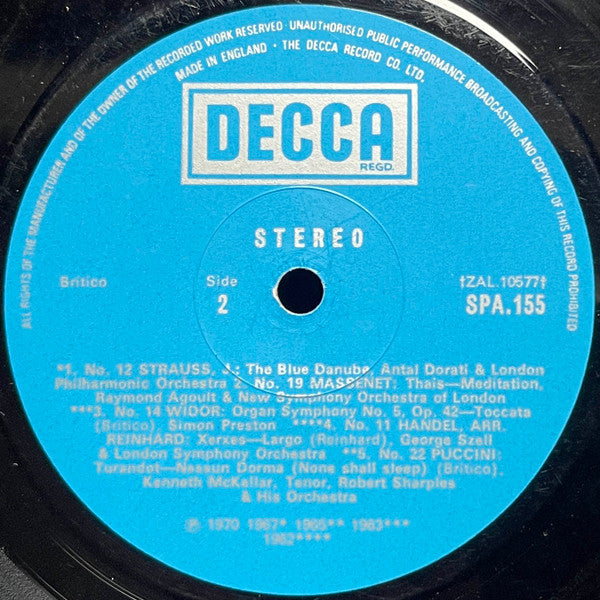 ALL RIGHTS OF THE MANUFACTURER AND OF THE OWNER OF THE RECORDED WORK RESERVED · UNAUTHORISED PUBLIC PERFORMANCE BROADCASTING AND COPYING OF THIS RECORD PROHIBITED
MADE IN ENGLAND · THE DECCA RECORD CO. LTD.
DECCA
REGD.
STEREO
Britico
Side
2
†ZAL.10577†
SPA.155
*1. No. 12 STRAUSS, J.: The Blue Danube, Antal Dorati & London
Philharmonic Orchestra 2. No. 19 MASSENET: Thais—Meditation,
Raymond Agoult & New Symphony Orchestra of London
***3. No. 14 WIDOR: Organ Symphony No. 5, Op. 42—Toccata
(Britico), Simon Preston ****4. No. 11 HANDEL, ARR.
REINHARD: Xerxes—Largo (Reinhard), George Szell
& London Symphony Orchestra **5. No. 22 PUCCINI:
Turandot—Nessun Dorma (None shall sleep) (Britico),
Kenneth McKellar, Tenor, Robert Sharples
& His Orchestra
℗ 1970 1967* 1965** 1963***
1962****